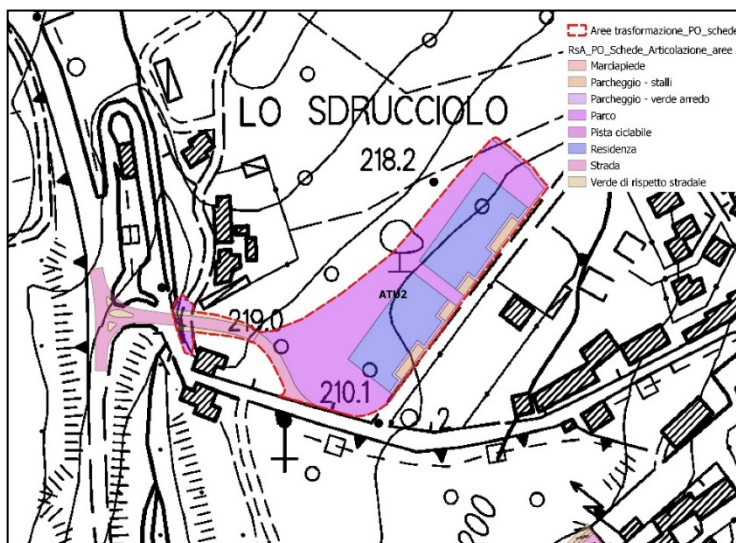 Aree trasformazione_PO_schede
RsA_PO_Schede_Articolazione_aree
Marciapiede
Parcheggio - stalli
Parcheggio - verde arredo
Parco
Pista ciclabile
Residenza
Strada
Verde di rispetto stradale
LO SDRUCCIOLO
218.2
ATU2
219.0
210.1
200